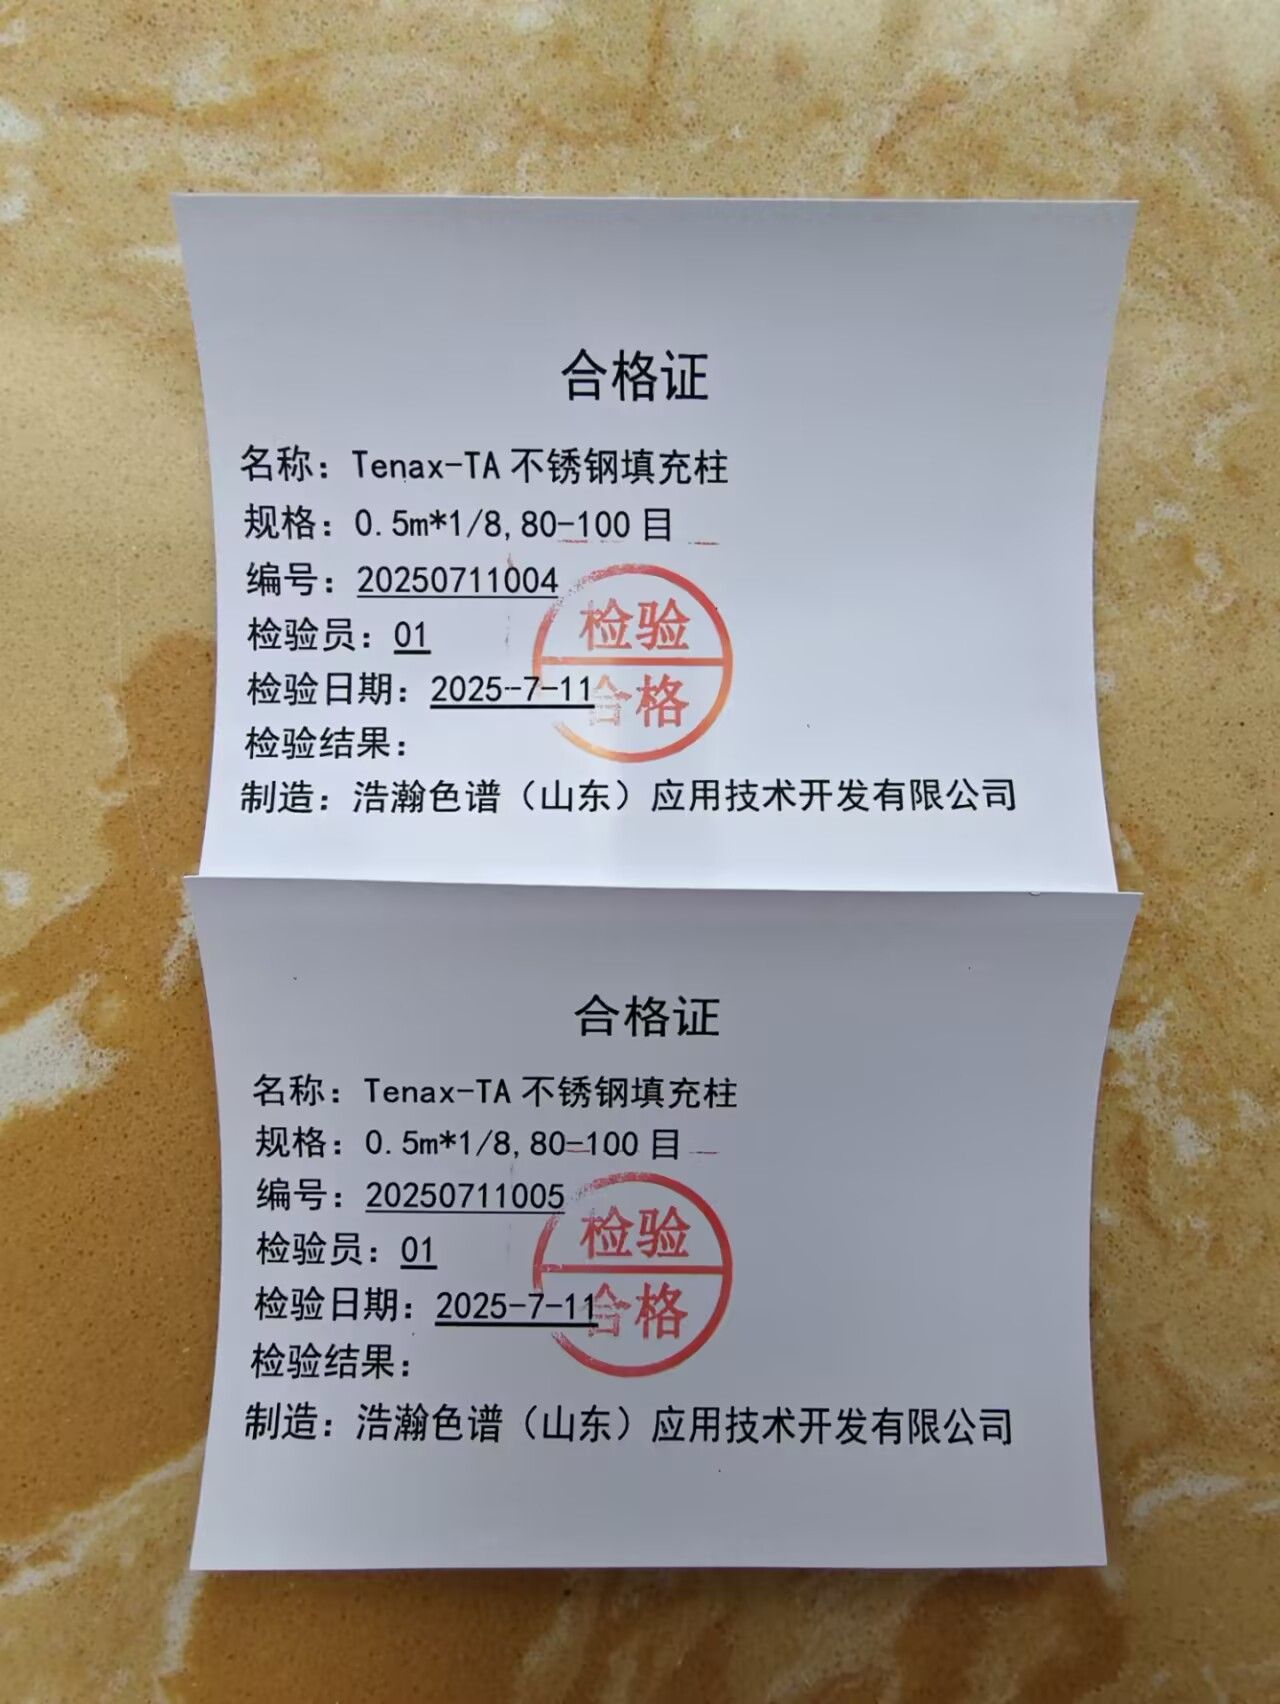 合格证
名称：Tenax-TA 不锈钢填充柱
规格：0.5m*1/8,80-100 目
编号：20250711004
检验员：01
检验日期：2025-7-11
检验结果：
检验
合格
制造：浩瀚色谱（山东）应用技术开发有限公司
合格证
名称：Tenax-TA 不锈钢填充柱
规格：0.5m*1/8,80-100 目
编号：20250711005
检验员：01
检验日期：2025-7-11
检验结果：
检验
合格
制造：浩瀚色谱（山东）应用技术开发有限公司